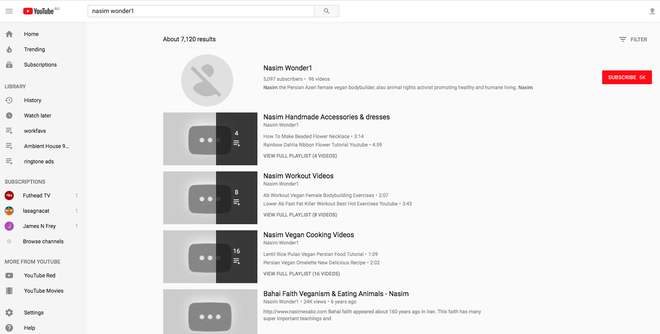 YouTube AU
nasim wonder1
Home
Trending
Subscriptions
LIBRARY
History
Watch later
workfavs
Ambient House 9...
ringtone ads
SUBSCRIPTIONS
Futhead TV 1
lasagnacat 1
James N Frey 1
Browse channels
MORE FROM YOUTUBE
YouTube Red
YouTube Movies
Settings
Help
About 7,120 results
FILTER
Nasim Wonder1
5,097 subscribers • 96 videos
Nasim the Persian Azeri female vegan bodybuilder, also animal rights activist promoting healthy and humane living. Nasim
SUBSCRIBE 5K
4
Nasim Handmade Accessories & dresses
Nasim Wonder1
How To Make Beaded Flower Necklace • 3:14
Rainbow Dahlia Ribbon Flower Tutorial Youtube • 4:59
VIEW FULL PLAYLIST (4 VIDEOS)
8
Nasim Workout Videos
Nasim Wonder1
Ab Workout Vegan Female Bodybuilding Exercises • 2:07
Lower Ab Fast Fat Killer Workout Best Hot Exercises Youtube • 3:43
VIEW FULL PLAYLIST (8 VIDEOS)
16
Nasim Vegan Cooking Videos
Nasim Wonder1
Lentil Rice Pulao Vegan Persian Food Tutorial • 1:09
Persian Vegan Omelette New Delicious Recipe • 2:02
VIEW FULL PLAYLIST (16 VIDEOS)
Bahai Faith Veganism & Eating Animals - Nasim
Nasim Wonder1 • 24K views • 6 years ago
http://www.nasimesabz.com Bahai faith appeared about 160 years ago in Iran. This faith has many
super important teachings and